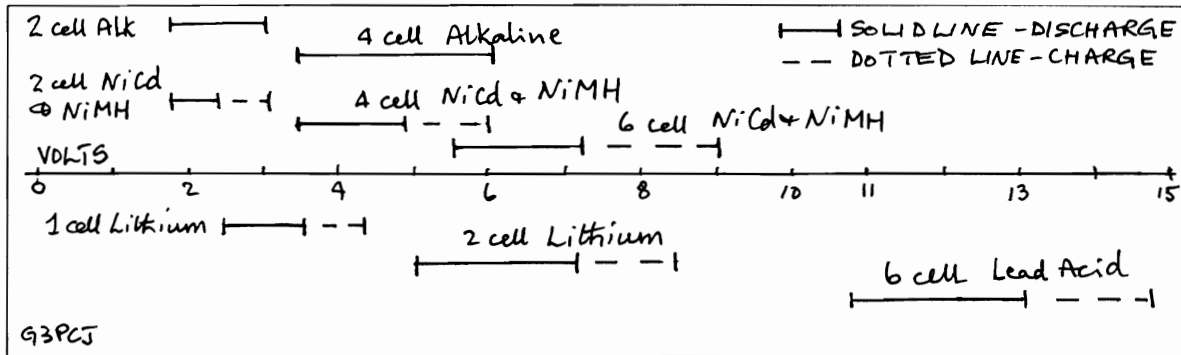 2 cell Alk
4 cell Alkaline
SOLID LINE - DISCHARGE
DOTTED LINE - CHARGE
2 cell NiCd
& NiMH
4 cell NiCd & NiMH
6 cell NiCd & NiMH
VOLTS
0 2 4 6 8 10 11 13 15
1 cell Lithium
2 cell Lithium
6 cell Lead Acid
G3PCJ